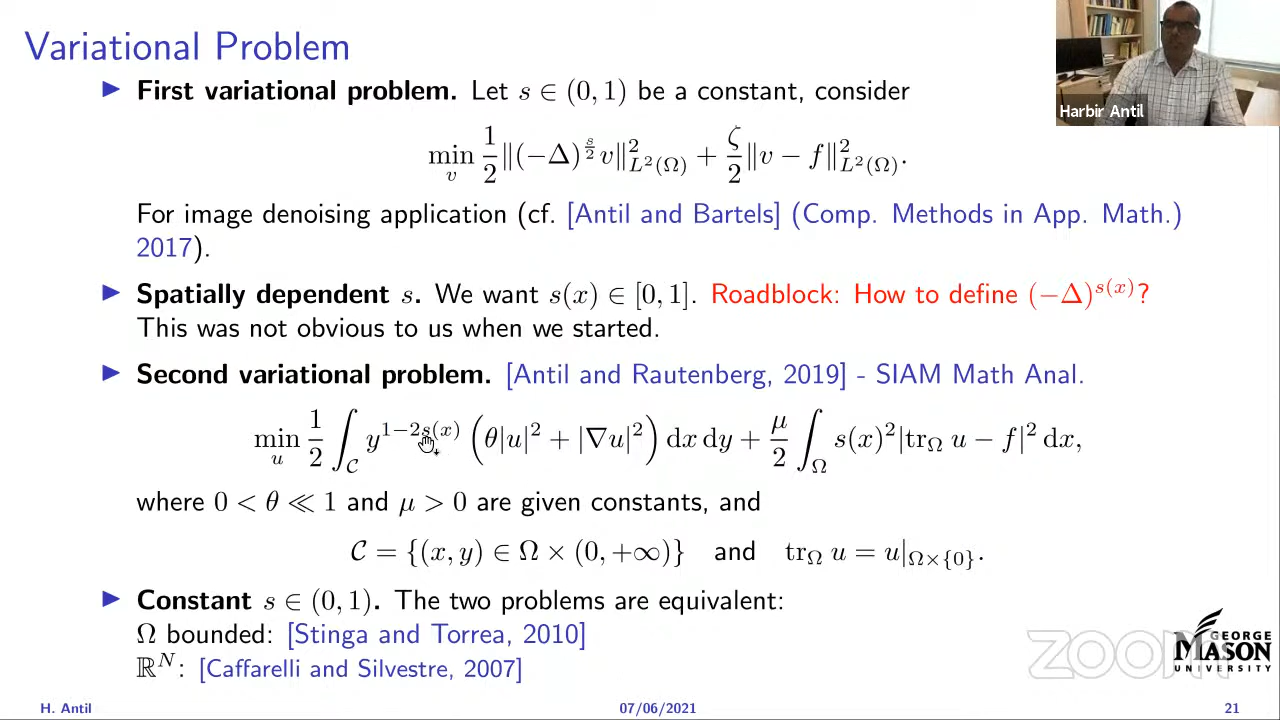 Variational Problem
▶ First variational problem. Let s ∈ (0, 1) be a constant, consider
min_v 1/2 ‖(−Δ)^{s/2} v‖²_{L²(Ω)} + ζ/2 ‖v − f‖²_{L²(Ω)}.
For image denoising application (cf. [Antil and Bartels] (Comp. Methods in App. Math.)
2017).
▶ Spatially dependent s. We want s(x) ∈ [0, 1]. Roadblock: How to define (−Δ)^{s(x)}?
This was not obvious to us when we started.
▶ Second variational problem. [Antil and Rautenberg, 2019] - SIAM Math Anal.
min_u 1/2 ∫_C y^{1−2s(x)} (θ|u|² + |∇u|²) dx dy + μ/2 ∫_Ω s(x)²|tr_Ω u − f|² dx,
where 0 < θ ≪ 1 and μ > 0 are given constants, and
C = {(x, y) ∈ Ω × (0, +∞)} and tr_Ω u = u|_{Ω×{0}}.
▶ Constant s ∈ (0, 1). The two problems are equivalent:
Ω bounded: [Stinga and Torrea, 2010]
ℝ^N: [Caffarelli and Silvestre, 2007]
H. Antil
07/06/2021
21
Harbir Antil
ZOOM
GEORGE
MASON
UNIVERSITY